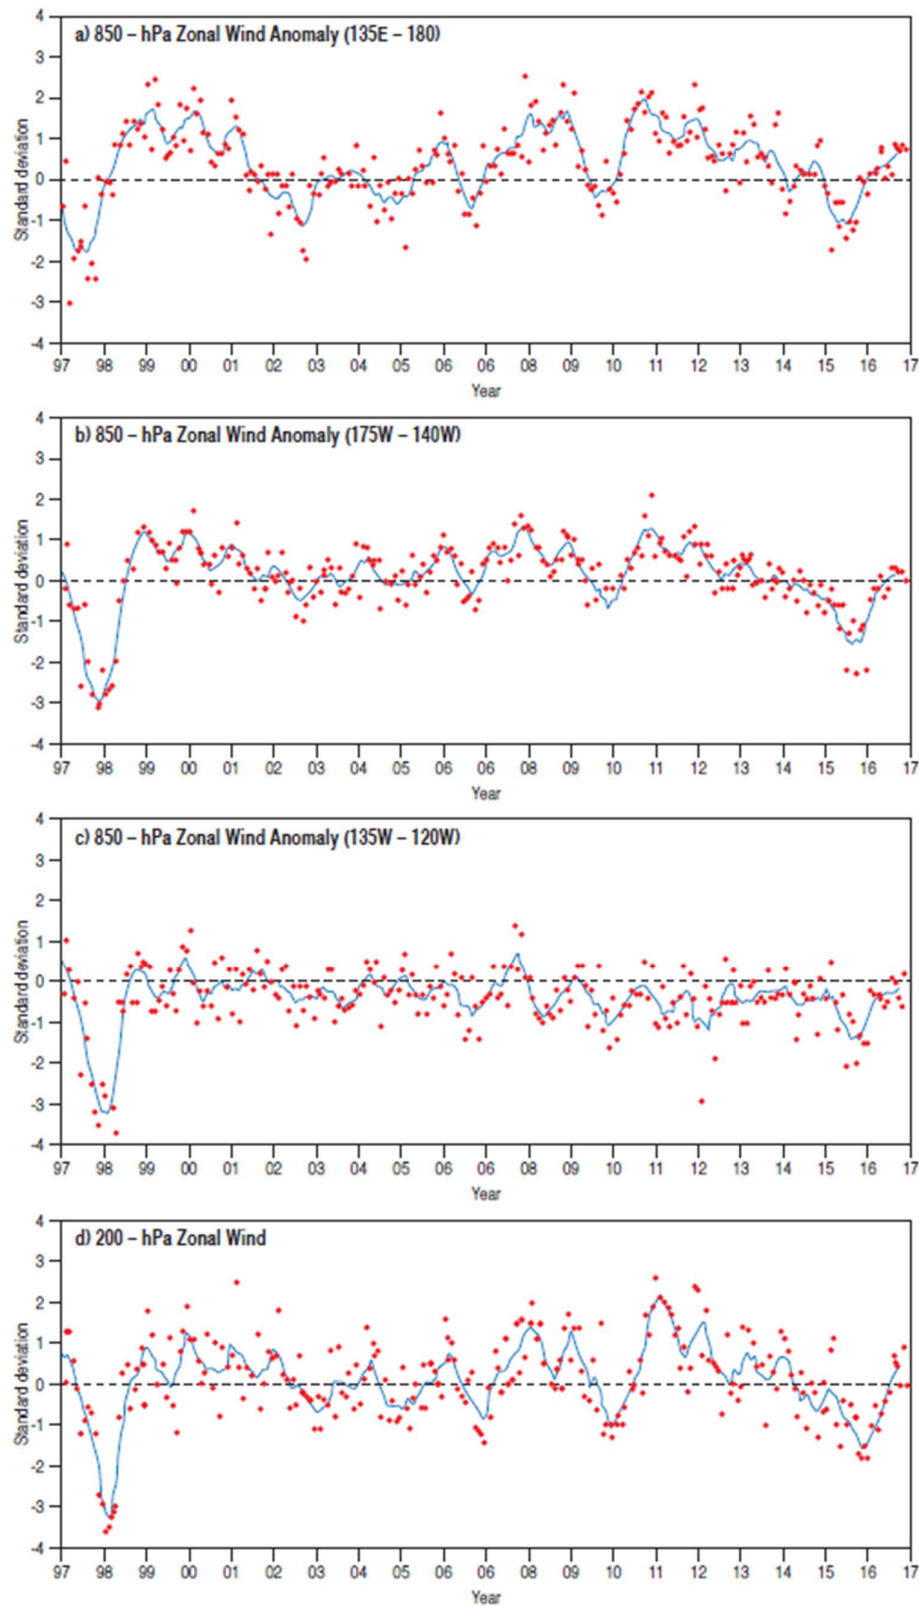 a) 850 – hPa Zonal Wind Anomaly (135E – 180)
4
3
2
1
0
-1
-2
-3
-4
Standard deviation
97 98 99 00 01 02 03 04 05 06 08 09 10 11 12 13 14 15 16 17
Year
b) 850 – hPa Zonal Wind Anomaly (175W – 140W)
4
3
2
1
0
-1
-2
-3
-4
Standard deviation
97 98 99 00 01 02 03 04 05 06 08 09 10 11 12 13 14 15 16 17
Year
c) 850 – hPa Zonal Wind Anomaly (135W – 120W)
4
3
2
1
0
-1
-2
-3
-4
Standard deviation
97 98 99 00 01 02 03 04 05 06 08 09 10 11 12 13 14 15 16 17
Year
d) 200 – hPa Zonal Wind
4
3
2
1
0
-1
-2
-3
-4
Standard deviation
97 98 99 00 01 02 03 04 05 06 08 09 10 11 12 13 14 15 16 17
Year